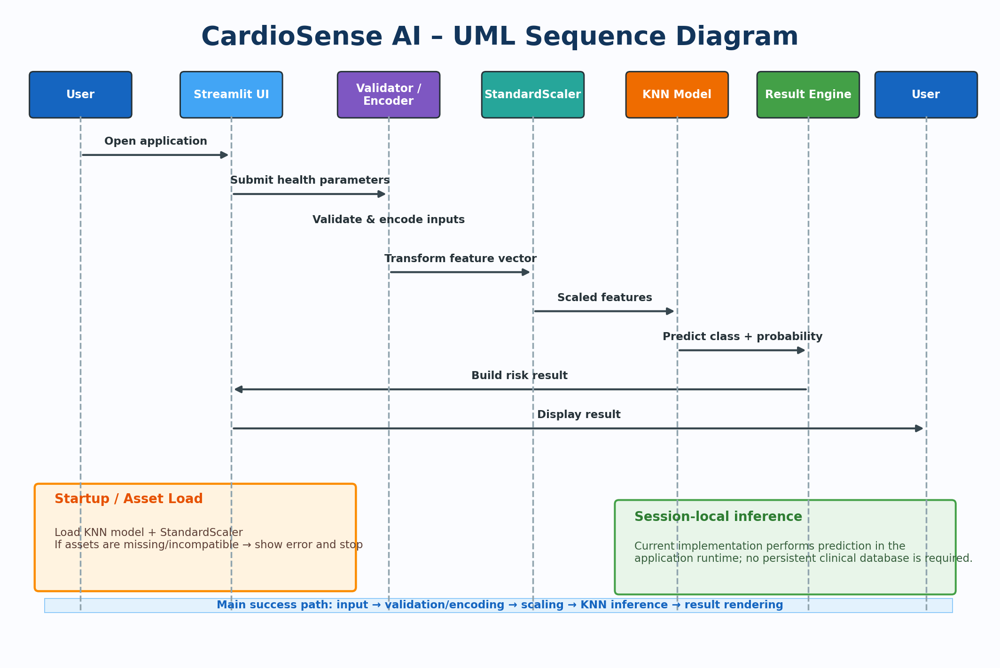 CardioSense AI – UML Sequence Diagram
User
Streamlit UI
Validator /
Encoder
StandardScaler
KNN Model
Result Engine
User
Open application
Submit health parameters
Validate & encode inputs
Transform feature vector
Scaled features
Predict class + probability
Build risk result
Display result
Startup / Asset Load
Load KNN model + StandardScaler
If assets are missing/incompatible → show error and stop
Session-local inference
Current implementation performs prediction in the
application runtime; no persistent clinical database is required.
Main success path: input → validation/encoding → scaling → KNN inference → result rendering